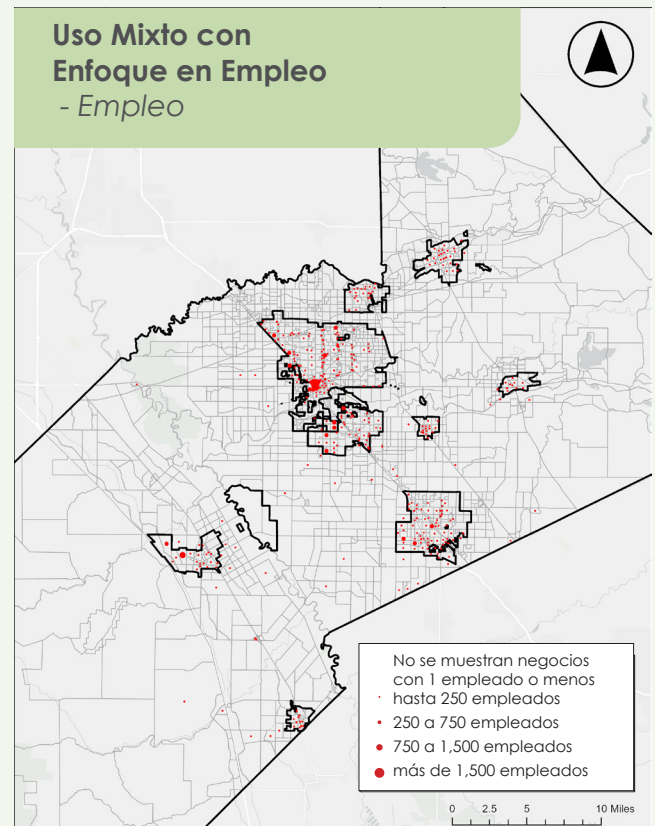 Uso Mixto con
Enfoque en Empleo
- Empleo
No se muestran negocios
con 1 empleado o menos
hasta 250 empleados
250 a 750 empleados
750 a 1,500 empleados
más de 1,500 empleados
0 2.5 5 10 Miles